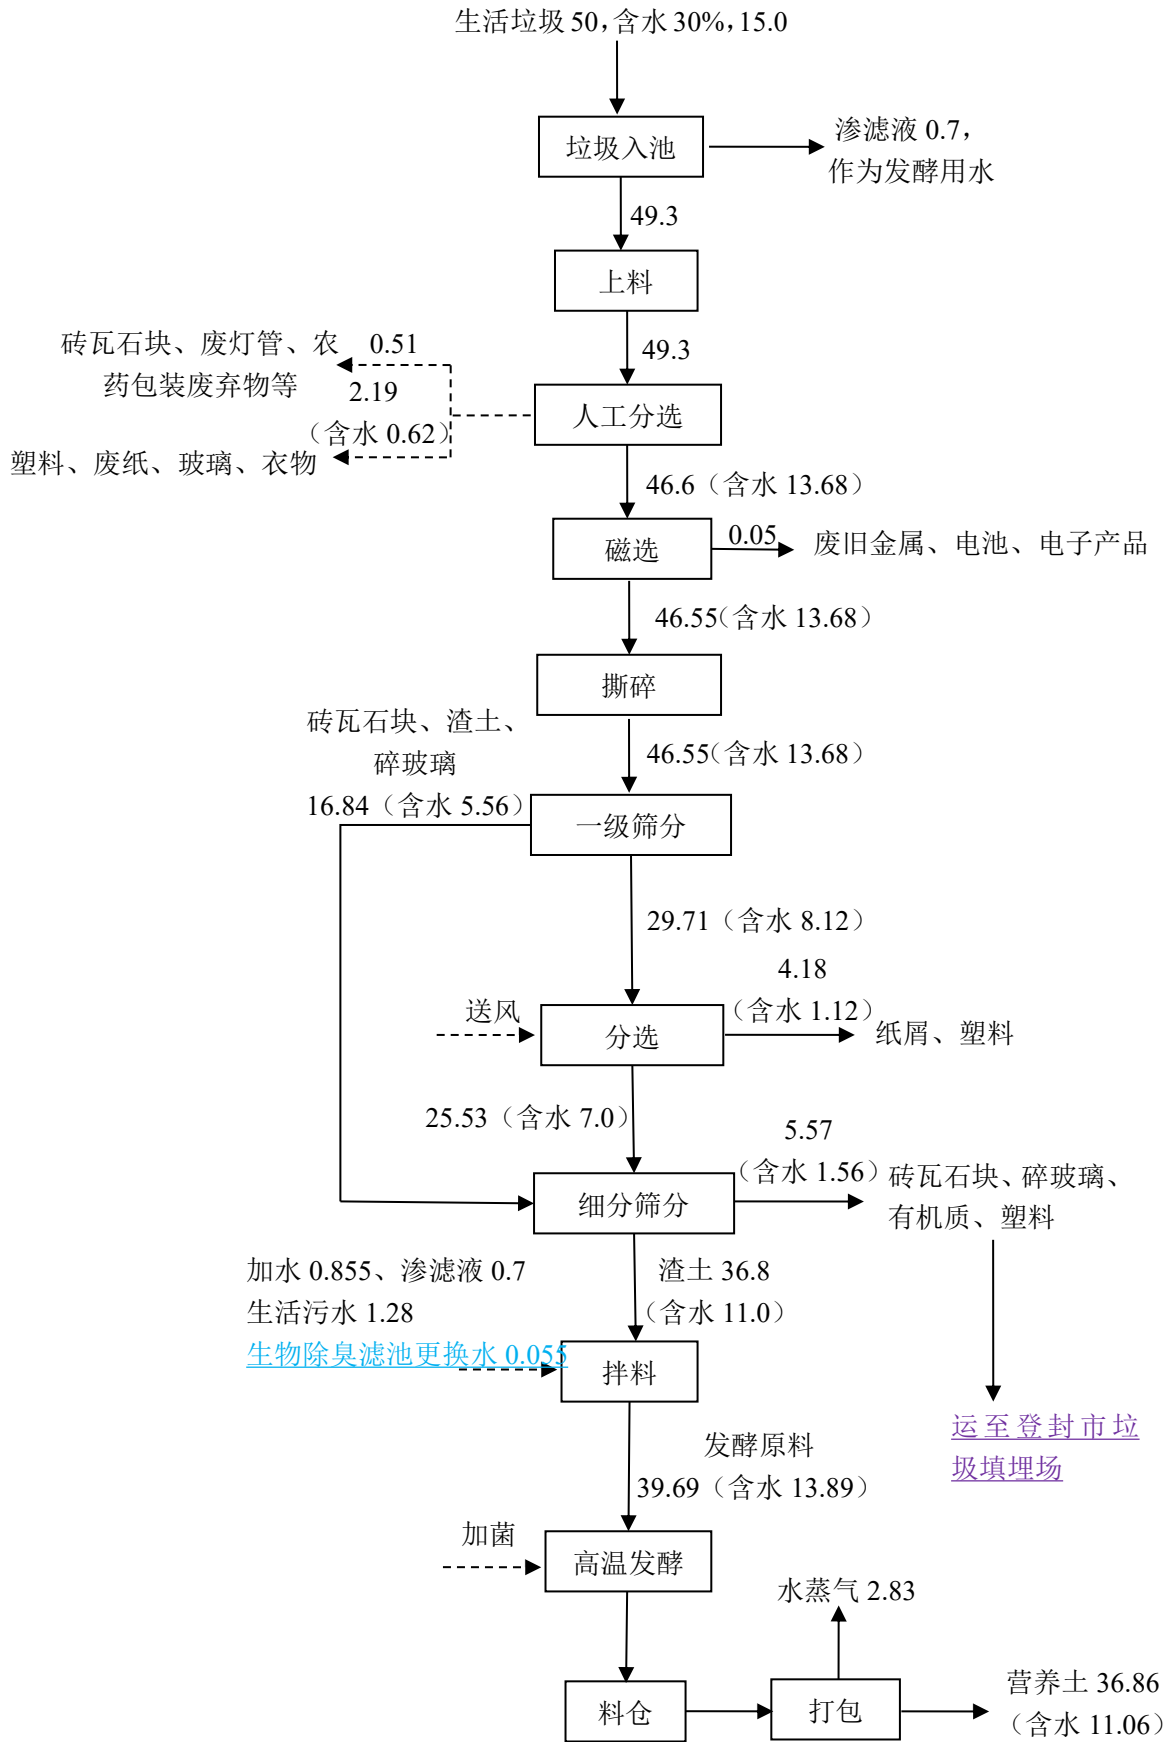 生活垃圾 50，含水 30%，15.0
垃圾入池
渗滤液 0.7，
作为发酵用水
49.3
上料
49.3
砖瓦石块、废灯管、农
药包装废弃物等
0.51
2.19
（含水 0.62）
塑料、废纸、玻璃、衣物
人工分选
46.6（含水 13.68）
磁选
0.05
废旧金属、电池、电子产品
46.55（含水 13.68）
撕碎
46.55（含水 13.68）
砖瓦石块、渣土、
碎玻璃
16.84（含水 5.56）
一级筛分
29.71（含水 8.12）
送风
分选
4.18
（含水 1.12）
纸屑、塑料
25.53（含水 7.0）
细分筛分
5.57
（含水 1.56）
砖瓦石块、碎玻璃、
有机质、塑料
加水 0.855、渗滤液 0.7
生活污水 1.28
生物除臭滤池更换水 0.055
渣土 36.8
（含水 11.0）
拌料
运至登封市垃
圾填埋场
发酵原料
39.69（含水 13.89）
加菌
高温发酵
水蒸气 2.83
料仓
打包
营养土 36.86
（含水 11.06）